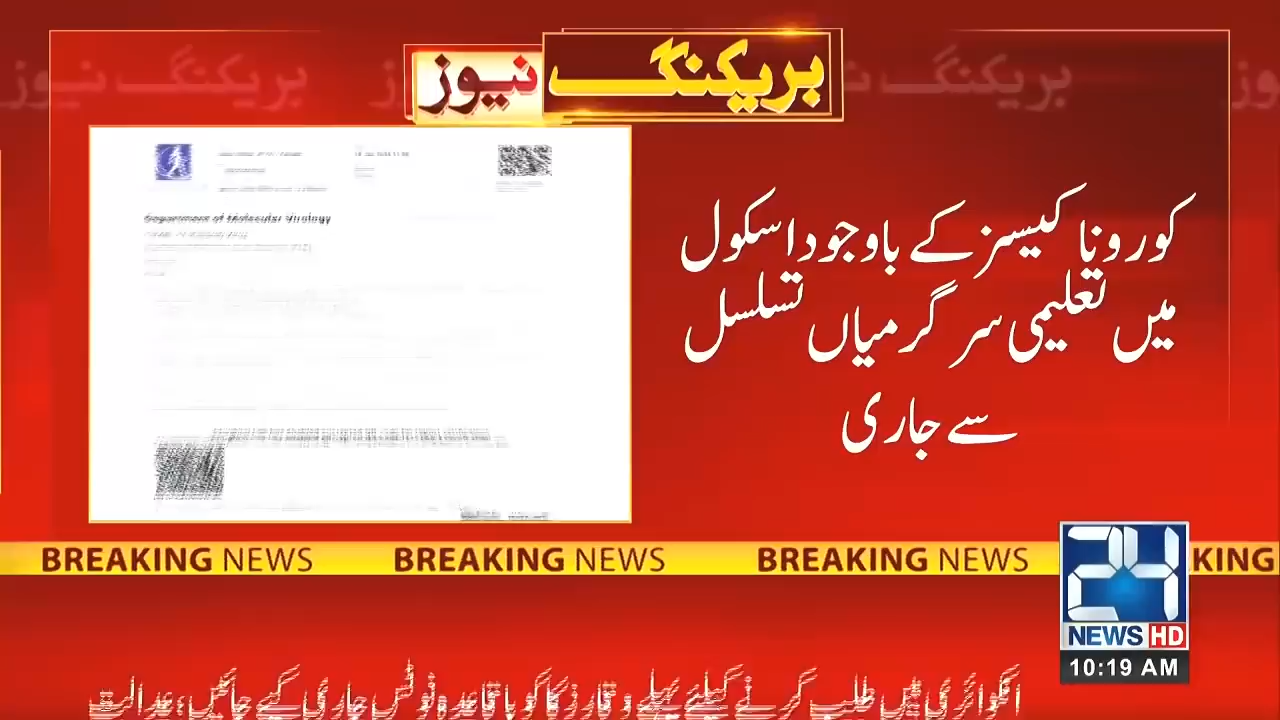 بریکنگ نیوز
Department of Molecular Virology
کورونا کیسز کے باوجود اسکول
میں تعلیمی سرگرمیاں تسلسل
سے جاری
BREAKING NEWS BREAKING NEWS BREAKING NEWS KING
24
NEWS HD
10:19 AM
انکوائری میں طلب کرنے کیلئے پہلے وقار ذکا کو باقاعدہ نوٹس جاری کیے جائیں، عدالت